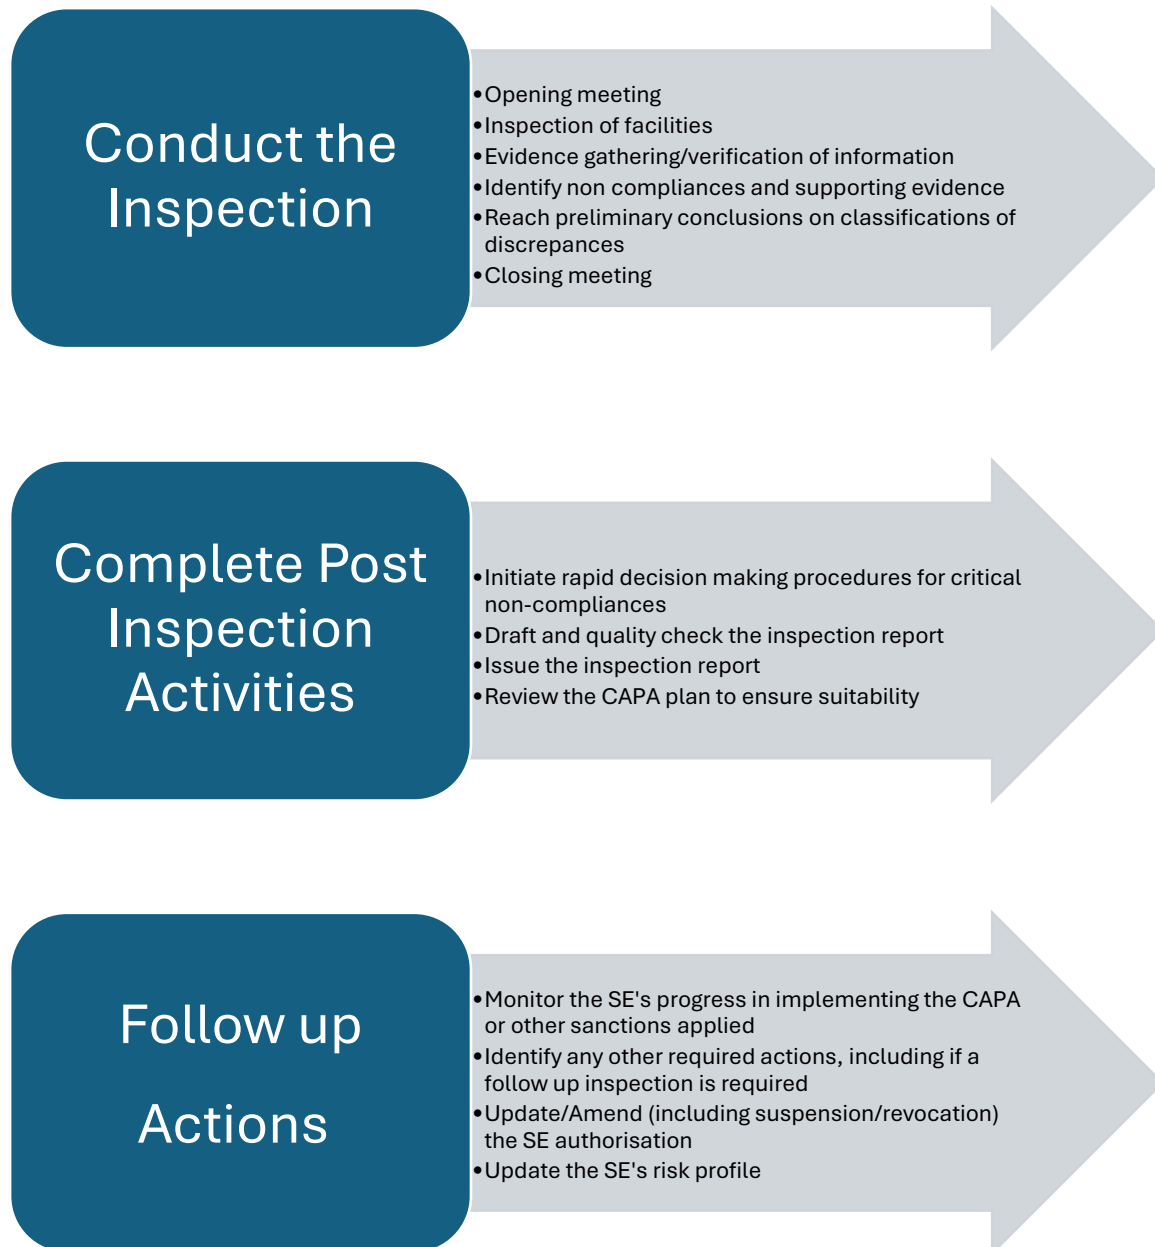 Conduct the
Inspection
•Opening meeting
•Inspection of facilities
•Evidence gathering/verification of information
•Identify non compliances and supporting evidence
•Reach preliminary conclusions on classifications of
discrepances
•Closing meeting
Complete Post
Inspection
Activities
•Initiate rapid decision making procedures for critical
non-compliances
•Draft and quality check the inspection report
•Issue the inspection report
•Review the CAPA plan to ensure suitability
Follow up
Actions
•Monitor the SE's progress in implementing the CAPA
or other sanctions applied
•Identify any other required actions, including if a
follow up inspection is required
•Update/Amend (including suspension/revocation)
the SE authorisation
•Update the SE's risk profile